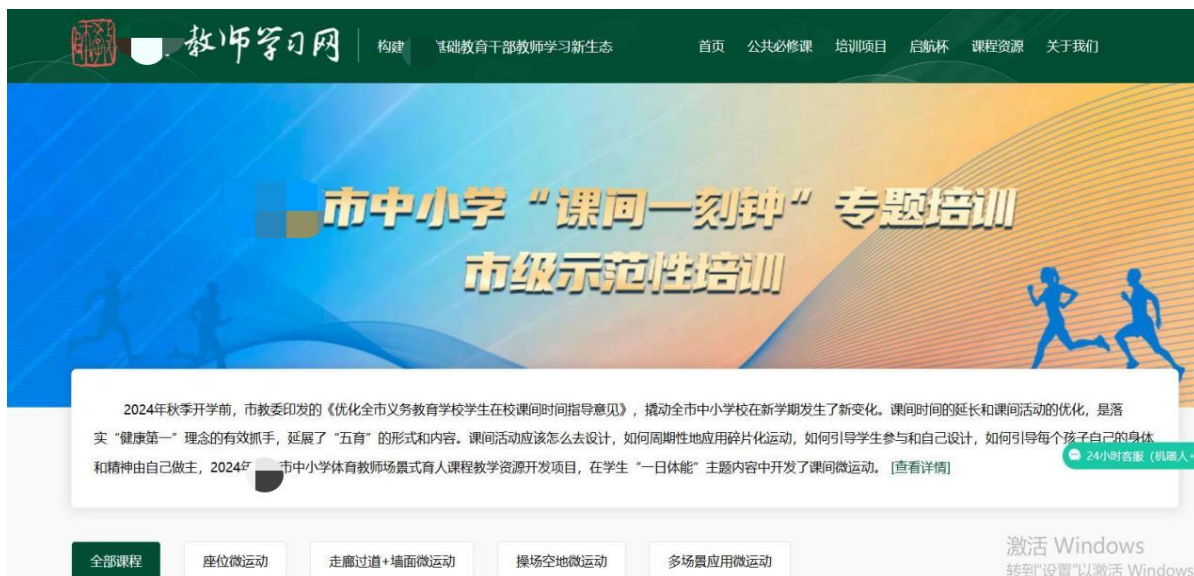 教师学习网
构建 基础教育干部教师学习新生态
首页 公共必修课 培训项目 启航杯 课程资源 关于我们
市中小学“课间一刻钟”专题培训
市级示范性培训
2024年秋季开学前，市教委印发的《优化全市义务教育学校学生在校课间时间指导意见》，撬动全市中小学校在新学期发生了新变化。课间时间的延长和课间活动的优化，是落
实“健康第一”理念的有效抓手，延展了“五育”的形式和内容。课间活动应该怎么去设计，如何周期性地应用碎片化运动，如何引导学生参与和自己设计，如何引导每个孩子自己的身体
和精神由自己做主，2024年 市中小学体育教师场景式育人课程教学资源开发项目，在学生“一日体能”主题内容中开发了课间微运动。 [查看详情]
24小时客服（机器人+
全部课程 座位微运动 走廊过道+墙面微运动 操场空地微运动 多场景应用微运动
激活 Windows
转到"设置"以激活 Windows